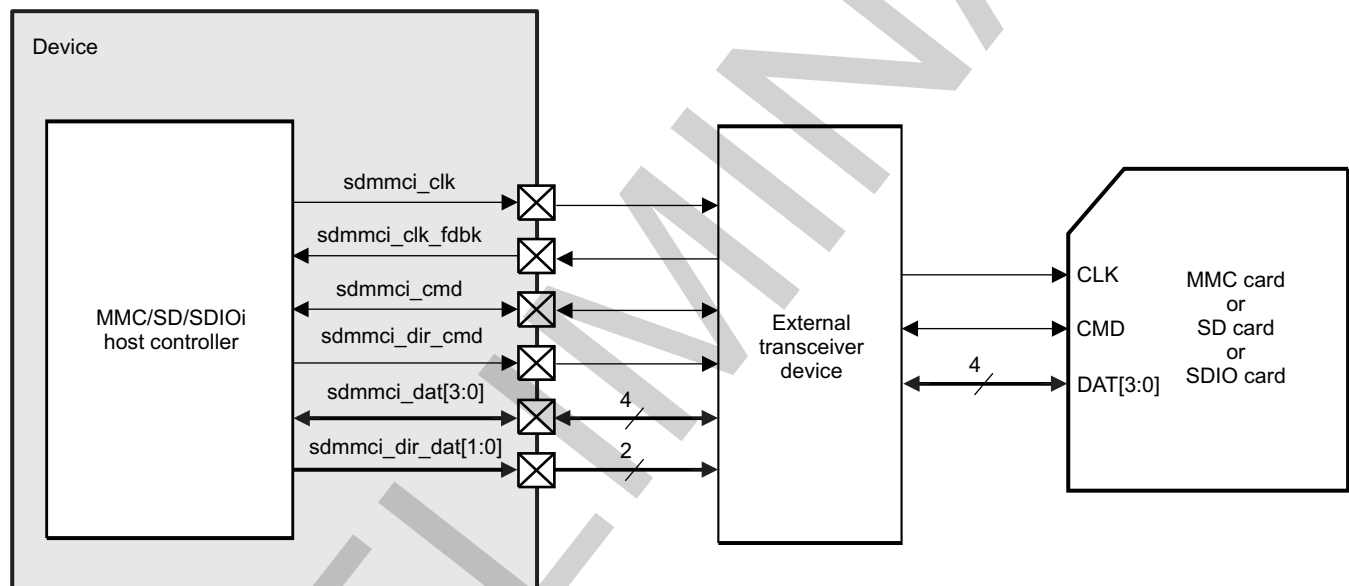 Device
sdmmci_clk
sdmmci_clk_fdbk
sdmmci_cmd
sdmmci_dir_cmd
sdmmci_dat[3:0]
sdmmci_dir_dat[1:0]
MMC/SD/SDIOi
host controller
4
2
External
transceiver
device
4
CLK
CMD
DAT[3:0]
MMC card
or
SD card
or
SDIO card